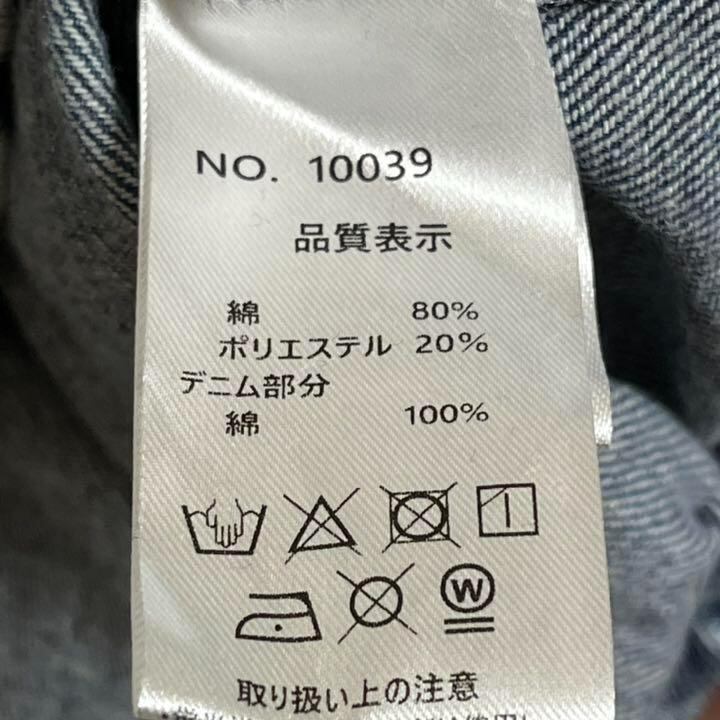 NO. 10039
品質表示
綿 80%
ポリエステル 20%
デニム部分
綿 100%
W
取り扱い上の注意